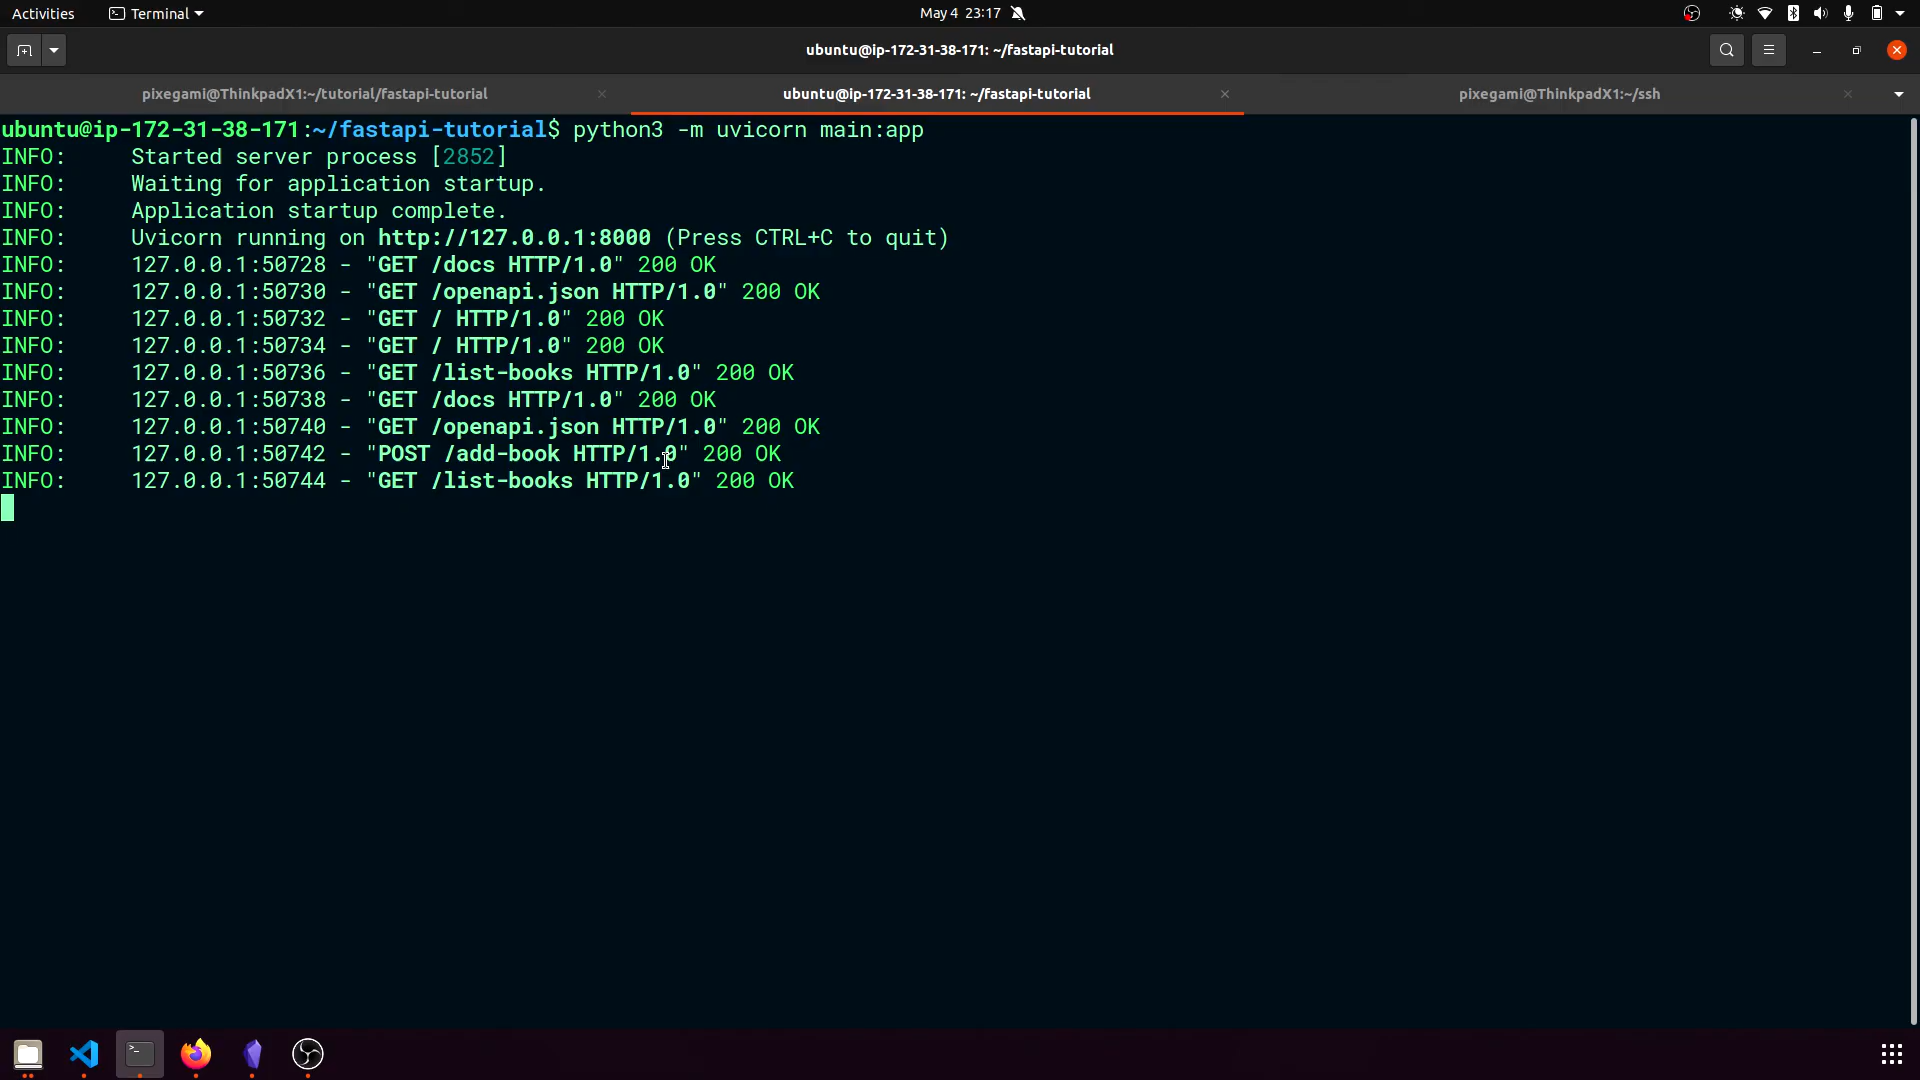 Activities Terminal May 4 23:17
ubuntu@ip-172-31-38-171: ~/fastapi-tutorial
pixegami@ThinkpadX1:~/tutorial/fastapi-tutorial ubuntu@ip-172-31-38-171: ~/fastapi-tutorial pixegami@ThinkpadX1:~/ssh
ubuntu@ip-172-31-38-171:~/fastapi-tutorial$ python3 -m uvicorn main:app
INFO:     Started server process [2852]
INFO:     Waiting for application startup.
INFO:     Application startup complete.
INFO:     Uvicorn running on http://127.0.0.1:8000 (Press CTRL+C to quit)
INFO:     127.0.0.1:50728 - "GET /docs HTTP/1.0" 200 OK
INFO:     127.0.0.1:50730 - "GET /openapi.json HTTP/1.0" 200 OK
INFO:     127.0.0.1:50732 - "GET / HTTP/1.0" 200 OK
INFO:     127.0.0.1:50734 - "GET / HTTP/1.0" 200 OK
INFO:     127.0.0.1:50736 - "GET /list-books HTTP/1.0" 200 OK
INFO:     127.0.0.1:50738 - "GET /docs HTTP/1.0" 200 OK
INFO:     127.0.0.1:50740 - "GET /openapi.json HTTP/1.0" 200 OK
INFO:     127.0.0.1:50742 - "POST /add-book HTTP/1.0" 200 OK
INFO:     127.0.0.1:50744 - "GET /list-books HTTP/1.0" 200 OK